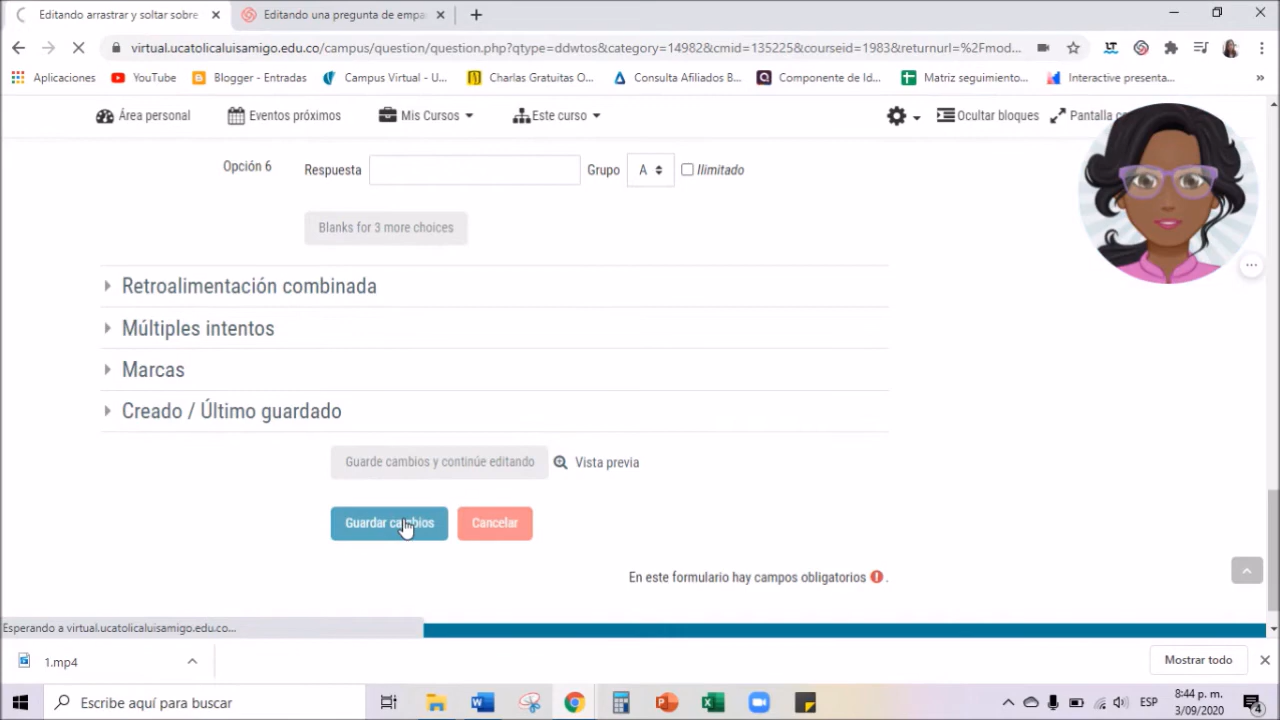 Editando arrastrar y soltar sobre
Editando una pregunta de empa
virtual.ucatolicaluisamigo.edu.co/campus/question/question.php?qtype=ddwtos&category=14982&cmid=135225&courseid=1983&returnurl=%2Fmod...
Aplicaciones
YouTube
Blogger - Entradas
Campus Virtual - U...
Charlas Gratuitas O...
Consulta Afiliados B...
Componente de Id...
Matriz seguimiento...
Interactive presenta...
»
Área personal
Eventos próximos
Mis Cursos
Este curso
Ocultar bloques
Pantalla
Opción 6 Respuesta Grupo A Ilimitado
Blanks for 3 more choices
Retroalimentación combinada
Múltiples intentos
Marcas
Creado / Último guardado
Guarde cambios y continúe editando Vista previa
Guardar cambios Cancelar
En este formulario hay campos obligatorios .
Esperando a virtual.ucatolicaluisamigo.edu.co...
1.mp4 Mostrar todo
Escribe aquí para buscar
ESP
8:44 p. m.
3/09/2020
4